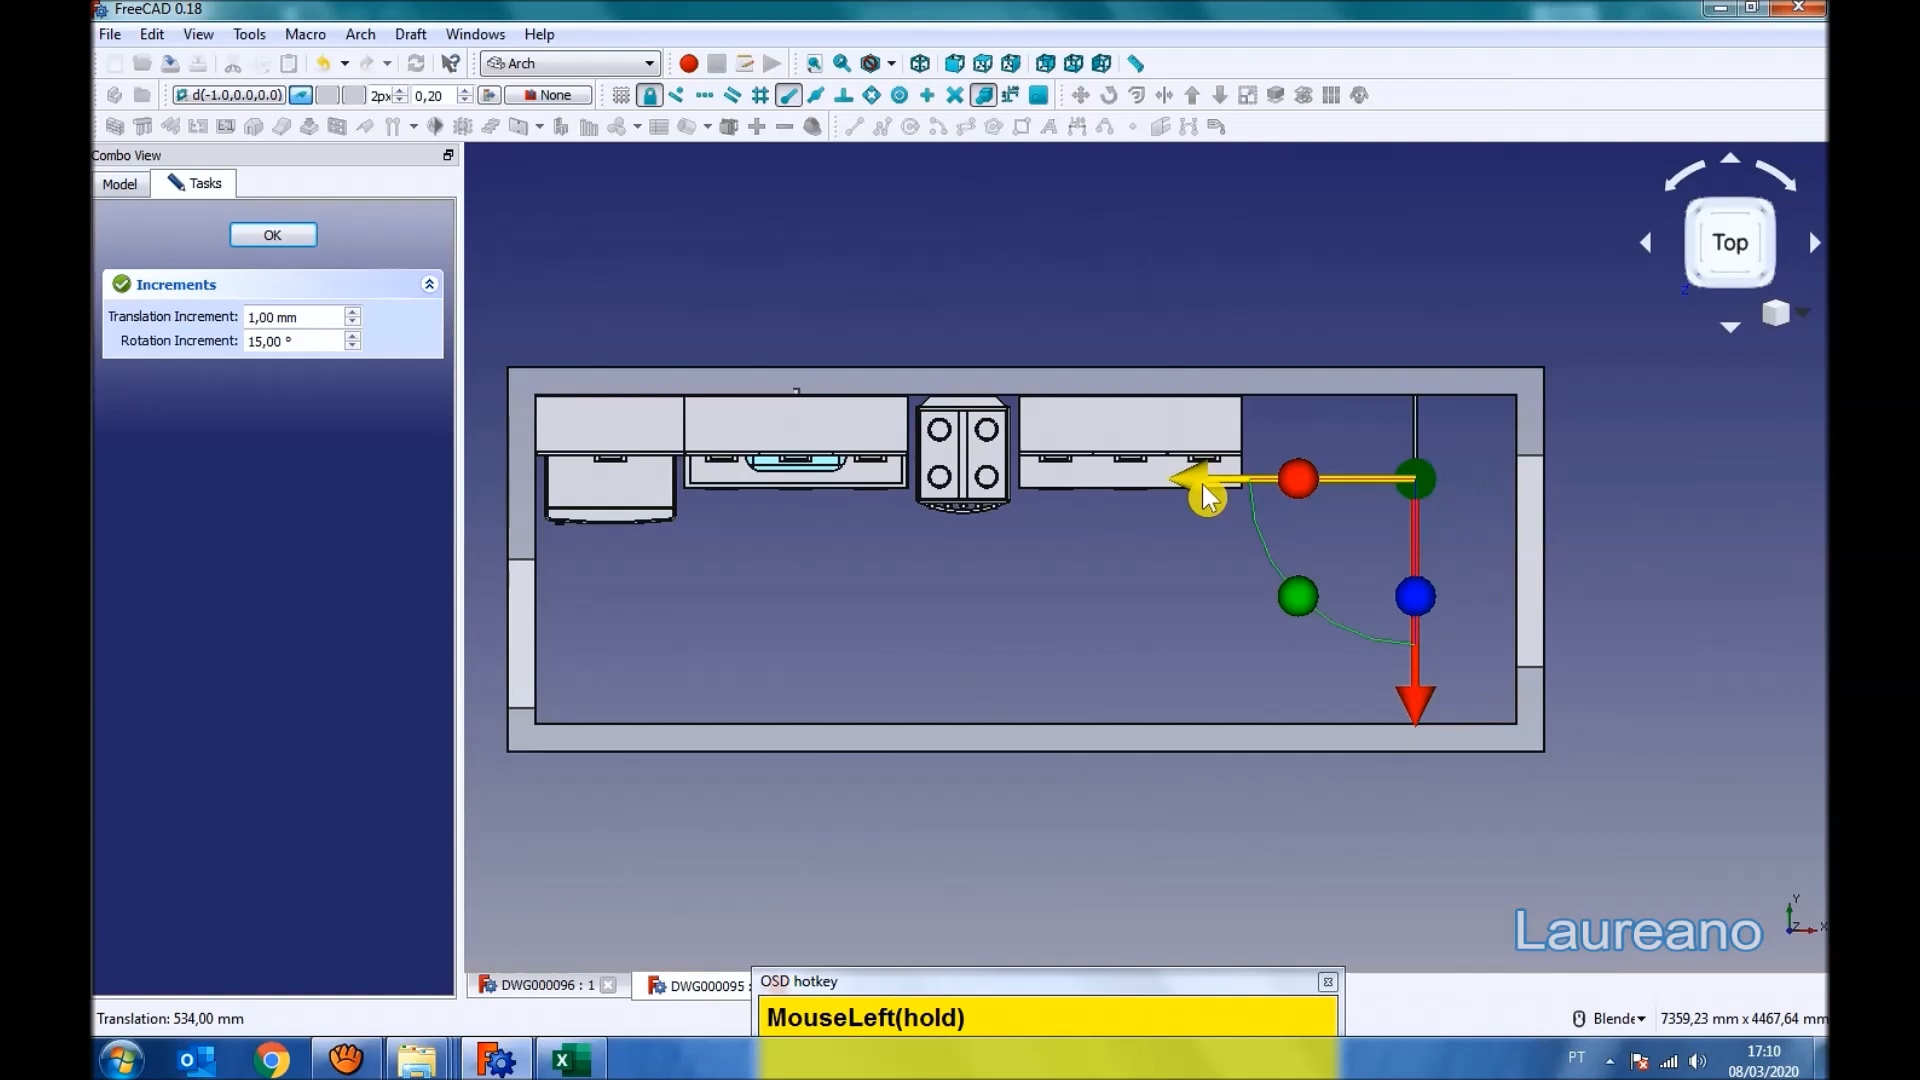 FreeCAD 0.18
File Edit View Tools Macro Arch Draft Windows Help
Arch
d(-1.0,0.0,0.0) 2px 0,20 None
Combo View
Model Tasks
OK
Increments
Translation Increment: 1,00 mm
Rotation Increment: 15,00 °
Top
Z
Laureano
Y
Z X
DWG000096 : 1 DWG000095 :
OSD hotkey
MouseLeft(hold)
Translation: 534,00 mm
Blende 7359,23 mm x 4467,64 mm
PT
17:10
08/03/2020